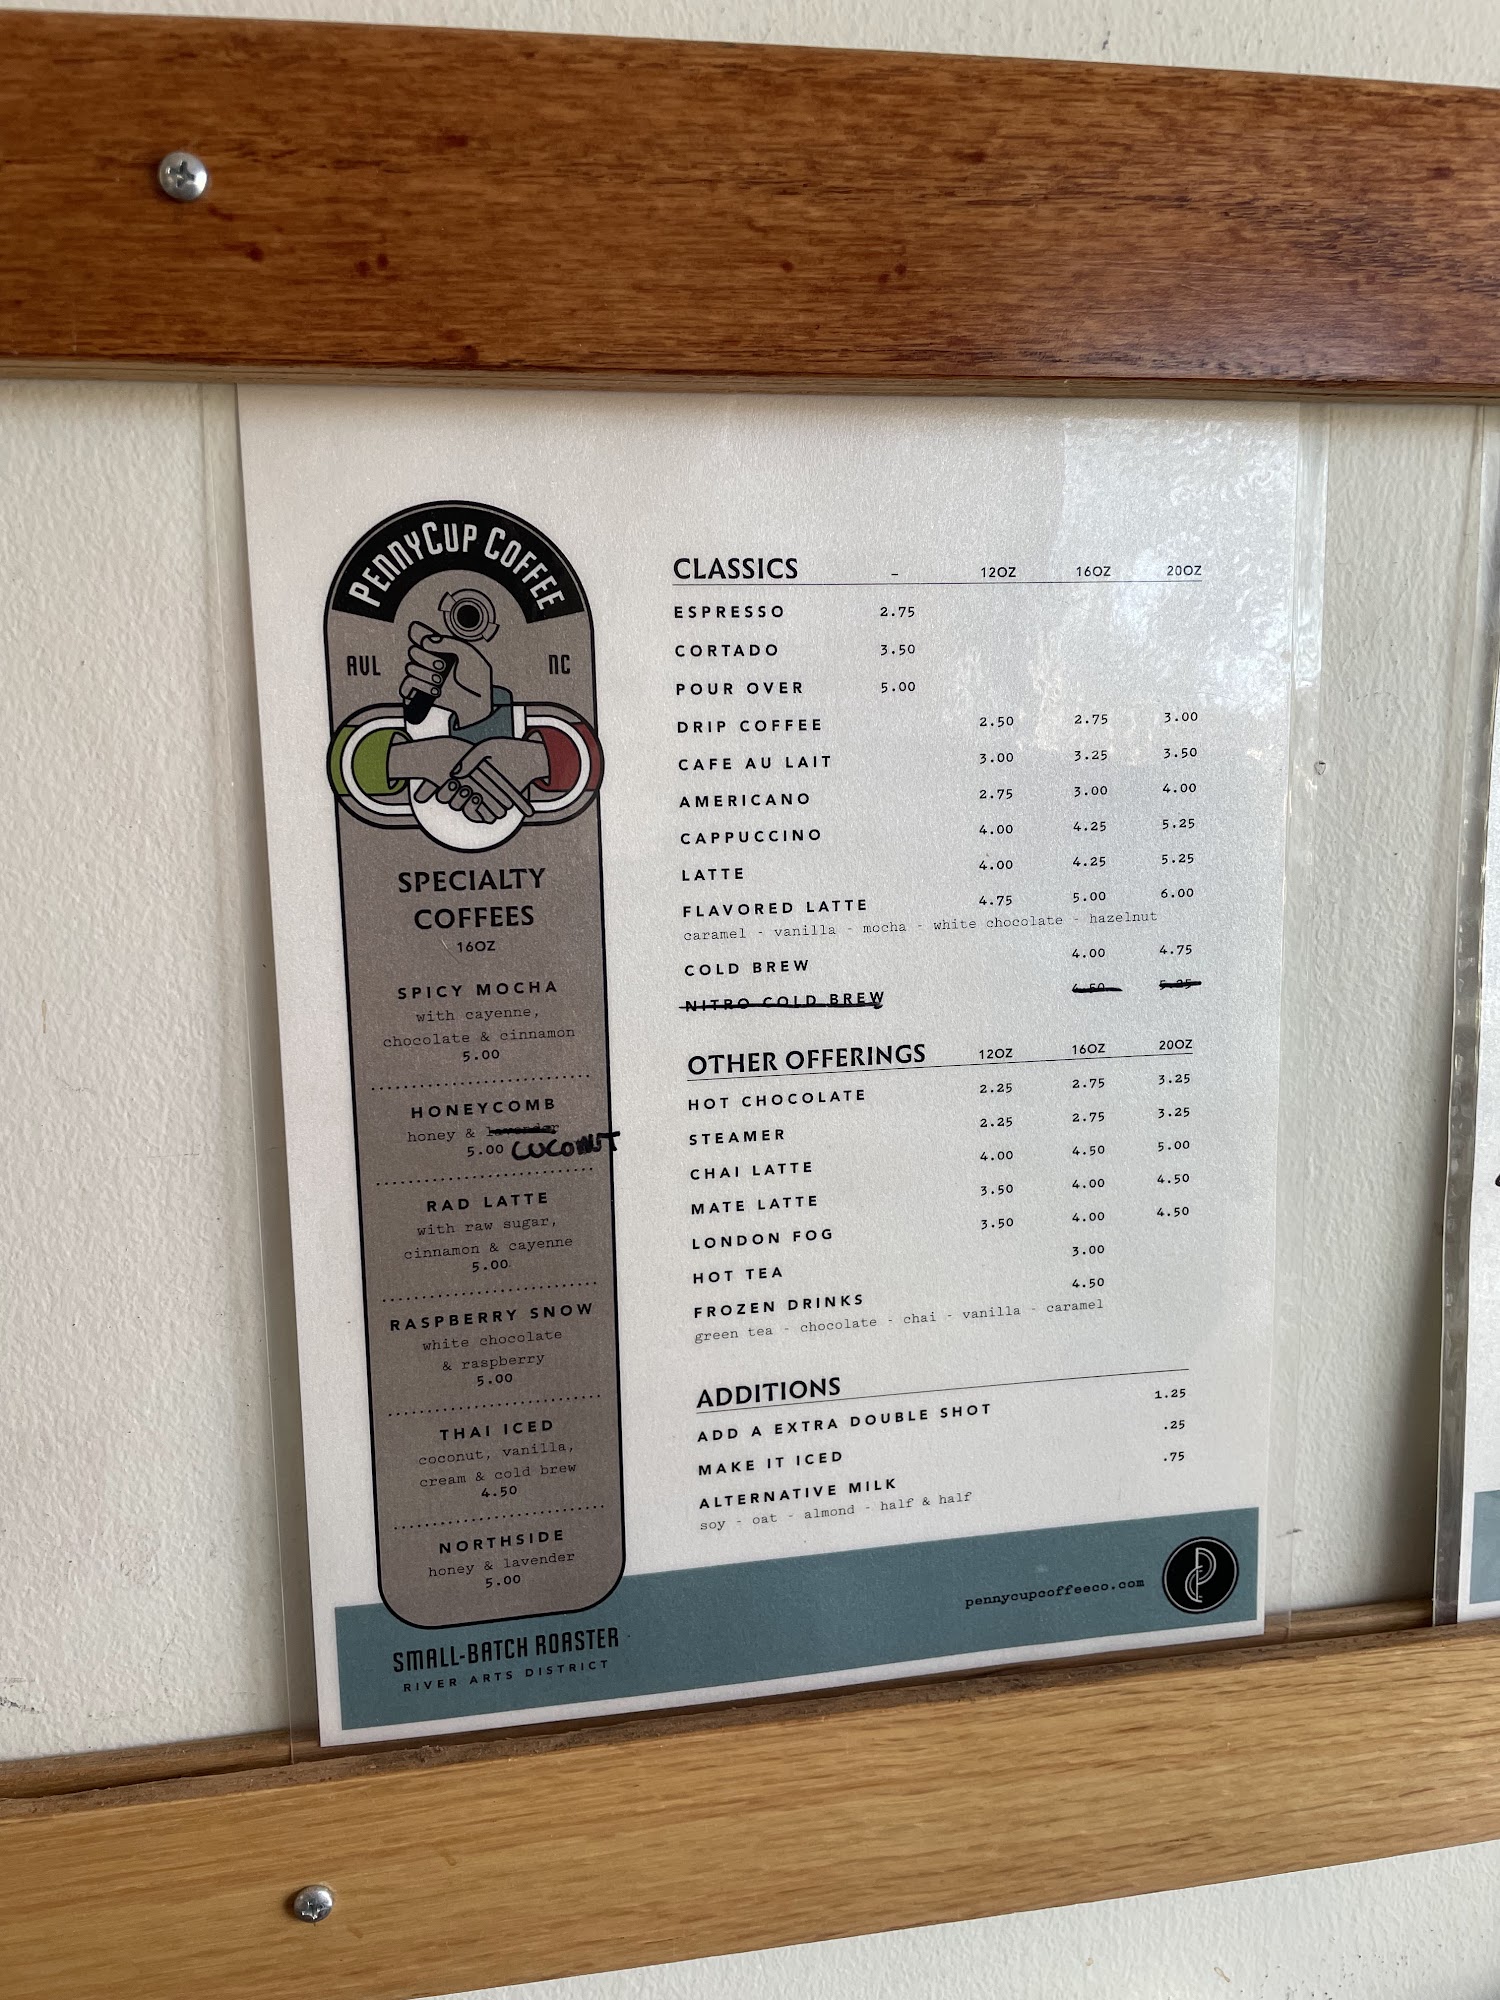 PENNYCUP COFFEE
AVL NC
SPECIALTY
COFFEES
16OZ
SPICY MOCHA
with cayenne,
chocolate & cinnamon
5.00
HONEYCOMB
honey & lavender
5.00 COCONUT
RAD LATTE
with raw sugar,
cinnamon & cayenne
5.00
RASPBERRY SNOW
white chocolate
& raspberry
5.00
THAI ICED
coconut, vanilla,
cream & cold brew
4.50
NORTHSIDE
honey & lavender
5.00
SMALL-BATCH ROASTER
RIVER ARTS DISTRICT
CLASSICS - 12OZ 16OZ 20OZ
ESPRESSO 2.75
CORTADO 3.50
POUR OVER 5.00
DRIP COFFEE 2.50 2.75 3.00
CAFE AU LAIT 3.00 3.25 3.50
AMERICANO 2.75 3.00 4.00
CAPPUCCINO 4.00 4.25 5.25
LATTE 4.00 4.25 5.25
FLAVORED LATTE 4.75 5.00 6.00
caramel - vanilla - mocha - white chocolate - hazelnut
COLD BREW 4.00 4.75
NITRO COLD BREW 4.50 5.25
OTHER OFFERINGS 12OZ 16OZ 20OZ
HOT CHOCOLATE 2.25 2.75 3.25
STEAMER 2.25 2.75 3.25
CHAI LATTE 4.00 4.50 5.00
MATE LATTE 3.50 4.00 4.50
LONDON FOG 3.50 4.00 4.50
HOT TEA 3.00
FROZEN DRINKS 4.50
green tea - chocolate - chai - vanilla - caramel
ADDITIONS
ADD A EXTRA DOUBLE SHOT 1.25
MAKE IT ICED .25
ALTERNATIVE MILK .75
soy - oat - almond - half & half
pennycupcoffeeco.com